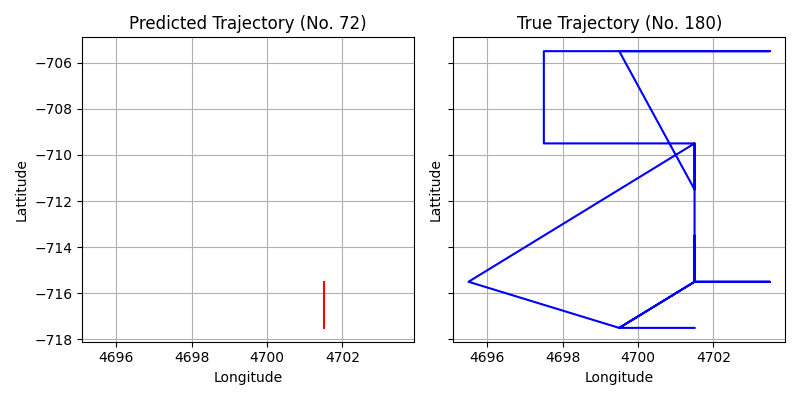 Predicted Trajectory (No. 72)
True Trajectory (No. 180)
−706
−708
−710
−712
−714
−716
−718
Lattitude
Lattitude
4696 4698 4700 4702
4696 4698 4700 4702
Longitude
Longitude